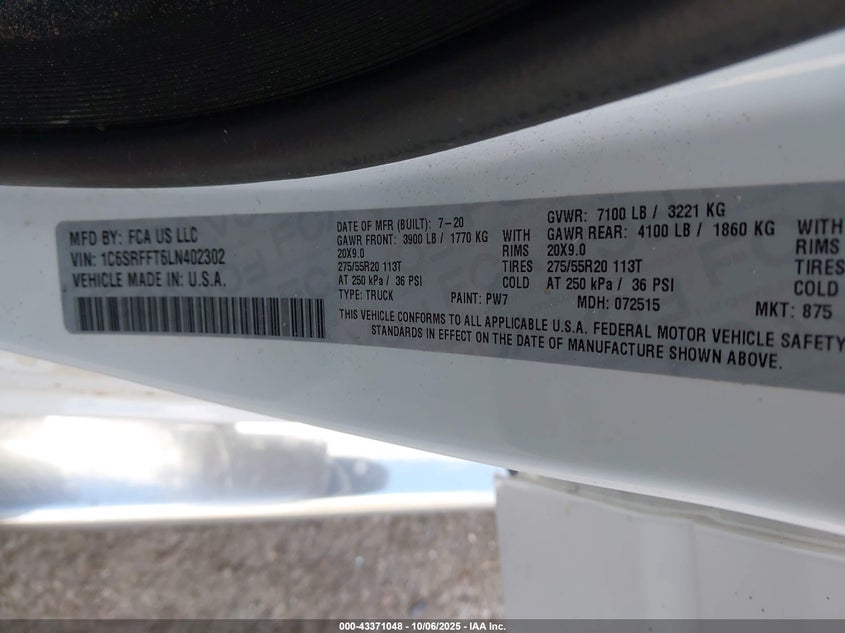 MFD BY: FCA US LLC
VIN: 1C6SRFFT6LN402302
VEHICLE MADE IN: U.S.A.
DATE OF MFR (BUILT): 7-20
GAWR FRONT: 3900 LB / 1770 KG WITH
20X9.0 RIMS
275/55R20 113T TIRES
AT 250 kPa / 36 PSI COLD
TYPE: TRUCK PAINT: PW7
GVWR: 7100 LB / 3221 KG
GAWR REAR: 4100 LB / 1860 KG WITH
20X9.0 RIMS
275/55R20 113T TIRES
AT 250 kPa / 36 PSI COLD
MDH: 072515 MKT: 875
THIS VEHICLE CONFORMS TO ALL APPLICABLE U.S.A. FEDERAL MOTOR VEHICLE SAFETY
STANDARDS IN EFFECT ON THE DATE OF MANUFACTURE SHOWN ABOVE.
000-43371048 - 10/06/2025 - IAA Inc.